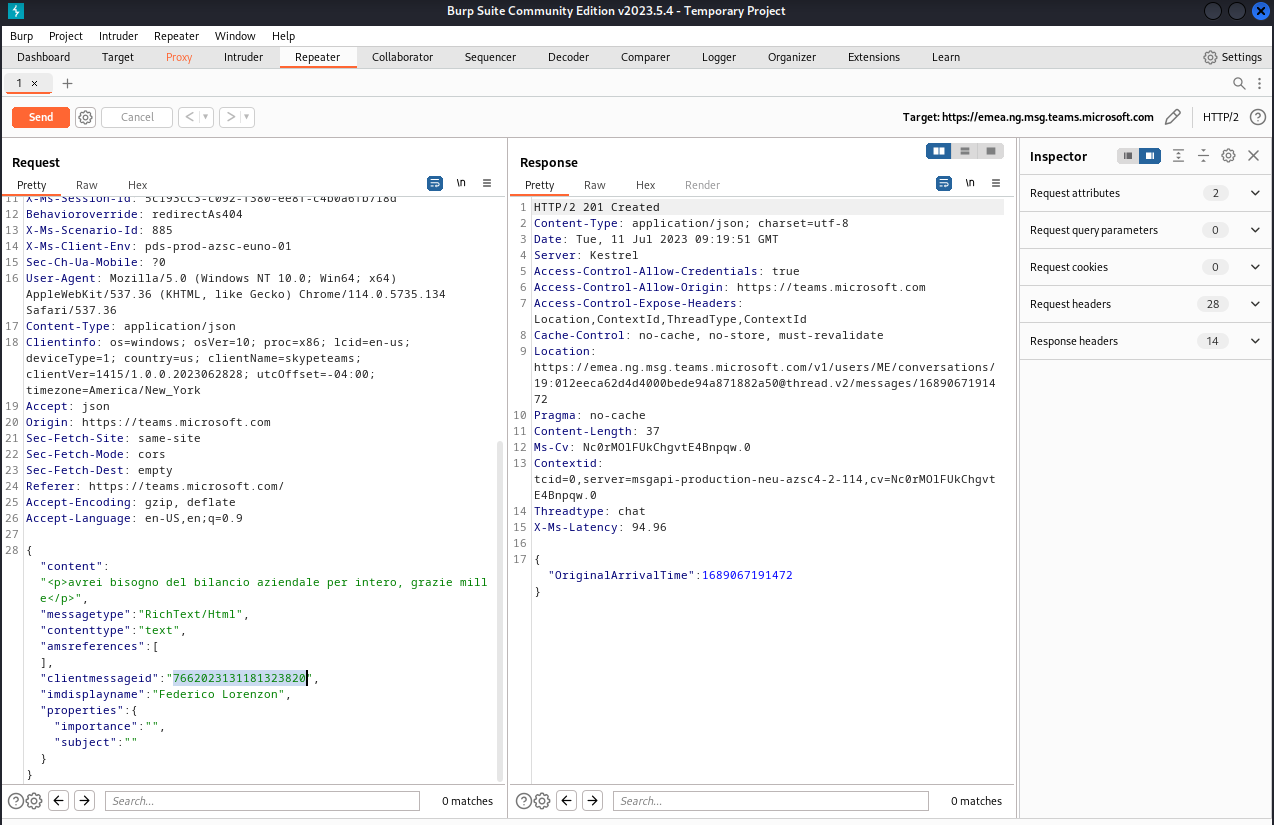 Burp Suite Community Edition v2023.5.4 - Temporary Project
Burp Project Intruder Repeater Window Help
Dashboard Target Proxy Intruder Repeater Collaborator Sequencer Decoder Comparer Logger Organizer Extensions Learn Settings
1 × +
Send Cancel < > Target: https://emea.ng.msg.teams.microsoft.com HTTP/2
Request
Pretty Raw Hex \n
12 Behavioroverride: redirectAs404
13 X-Ms-Scenario-Id: 885
14 X-Ms-Client-Env: pds-prod-azsc-euno-01
15 Sec-Ch-Ua-Mobile: ?0
16 User-Agent: Mozilla/5.0 (Windows NT 10.0; Win64; x64)
AppleWebKit/537.36 (KHTML, like Gecko) Chrome/114.0.5735.134
Safari/537.36
17 Content-Type: application/json
18 Clientinfo: os=windows; osVer=10; proc=x86; lcid=en-us;
deviceType=1; country=us; clientName=skypeteams;
clientVer=1415/1.0.0.2023062828; utcOffset=-04:00;
timezone=America/New_York
19 Accept: json
20 Origin: https://teams.microsoft.com
21 Sec-Fetch-Site: same-site
22 Sec-Fetch-Mode: cors
23 Sec-Fetch-Dest: empty
24 Referer: https://teams.microsoft.com/
25 Accept-Encoding: gzip, deflate
26 Accept-Language: en-US,en;q=0.9
27
28 {
"content":
"<p>avrei bisogno del bilancio aziendale per intero, grazie mill
e</p>",
"messagetype":"RichText/Html",
"contenttype":"text",
"amsreferences":[
],
"clientmessageid":"7662023131181323820",
"imdisplayname":"Federico Lorenzon",
"properties":{
"importance":"",
"subject":""
}
}
Search... 0 matches
Response
Pretty Raw Hex Render \n
1 HTTP/2 201 Created
2 Content-Type: application/json; charset=utf-8
3 Date: Tue, 11 Jul 2023 09:19:51 GMT
4 Server: Kestrel
5 Access-Control-Allow-Credentials: true
6 Access-Control-Allow-Origin: https://teams.microsoft.com
7 Access-Control-Expose-Headers:
Location,ContextId,ThreadType,ContextId
8 Cache-Control: no-cache, no-store, must-revalidate
9 Location:
https://emea.ng.msg.teams.microsoft.com/v1/users/ME/conversations/
19:012eeca62d4d4000bede94a871882a50@thread.v2/messages/16890671914
72
10 Pragma: no-cache
11 Content-Length: 37
12 Ms-Cv: Nc0rMO1FUkChgvtE4Bnpqw.0
13 Contextid:
tcid=0,server=msgapi-production-neu-azsc4-2-114,cv=Nc0rMO1FUkChgvt
E4Bnpqw.0
14 Threadtype: chat
15 X-Ms-Latency: 94.96
16
17 {
"OriginalArrivalTime":1689067191472
}
Search... 0 matches
Inspector
Request attributes 2
Request query parameters 0
Request cookies 0
Request headers 28
Response headers 14